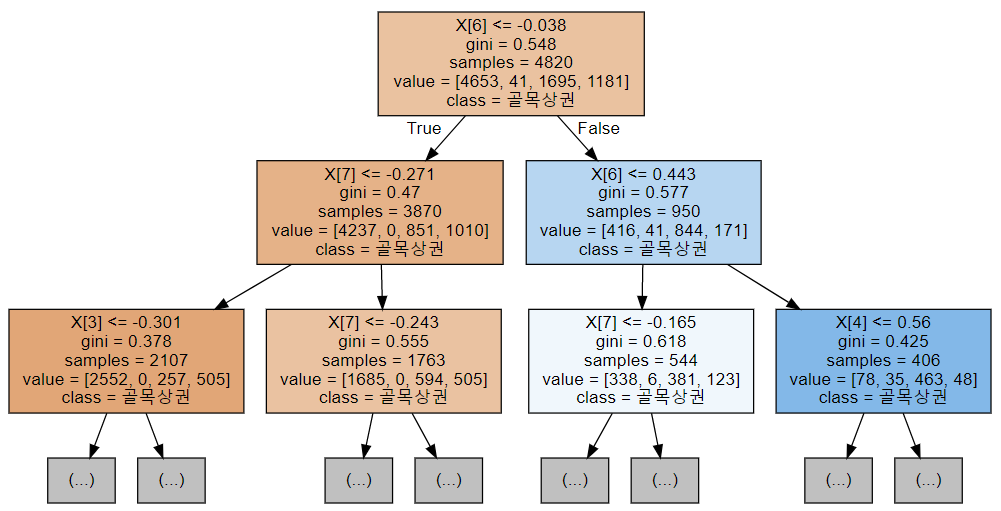 X[6] <= -0.038
gini = 0.548
samples = 4820
value = [4653, 41, 1695, 1181]
class = 골목상권
True
False
X[7] <= -0.271
gini = 0.47
samples = 3870
value = [4237, 0, 851, 1010]
class = 골목상권
X[6] <= 0.443
gini = 0.577
samples = 950
value = [416, 41, 844, 171]
class = 골목상권
X[3] <= -0.301
gini = 0.378
samples = 2107
value = [2552, 0, 257, 505]
class = 골목상권
X[7] <= -0.243
gini = 0.555
samples = 1763
value = [1685, 0, 594, 505]
class = 골목상권
X[7] <= -0.165
gini = 0.618
samples = 544
value = [338, 6, 381, 123]
class = 골목상권
X[4] <= 0.56
gini = 0.425
samples = 406
value = [78, 35, 463, 48]
class = 골목상권
(...)
(...)
(...)
(...)
(...)
(...)
(...)
(...)